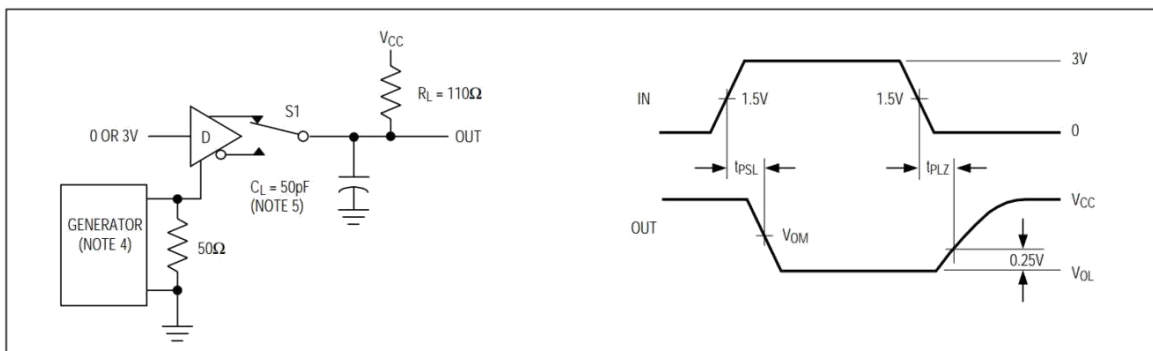 VCC
RL = 110Ω
S1
0 OR 3V
D
OUT
CL = 50pF
(NOTE 5)
GENERATOR
(NOTE 4)
50Ω
3V
IN
1.5V
1.5V
0
tPSL
tPLZ
VCC
OUT
VOM
0.25V
VOL